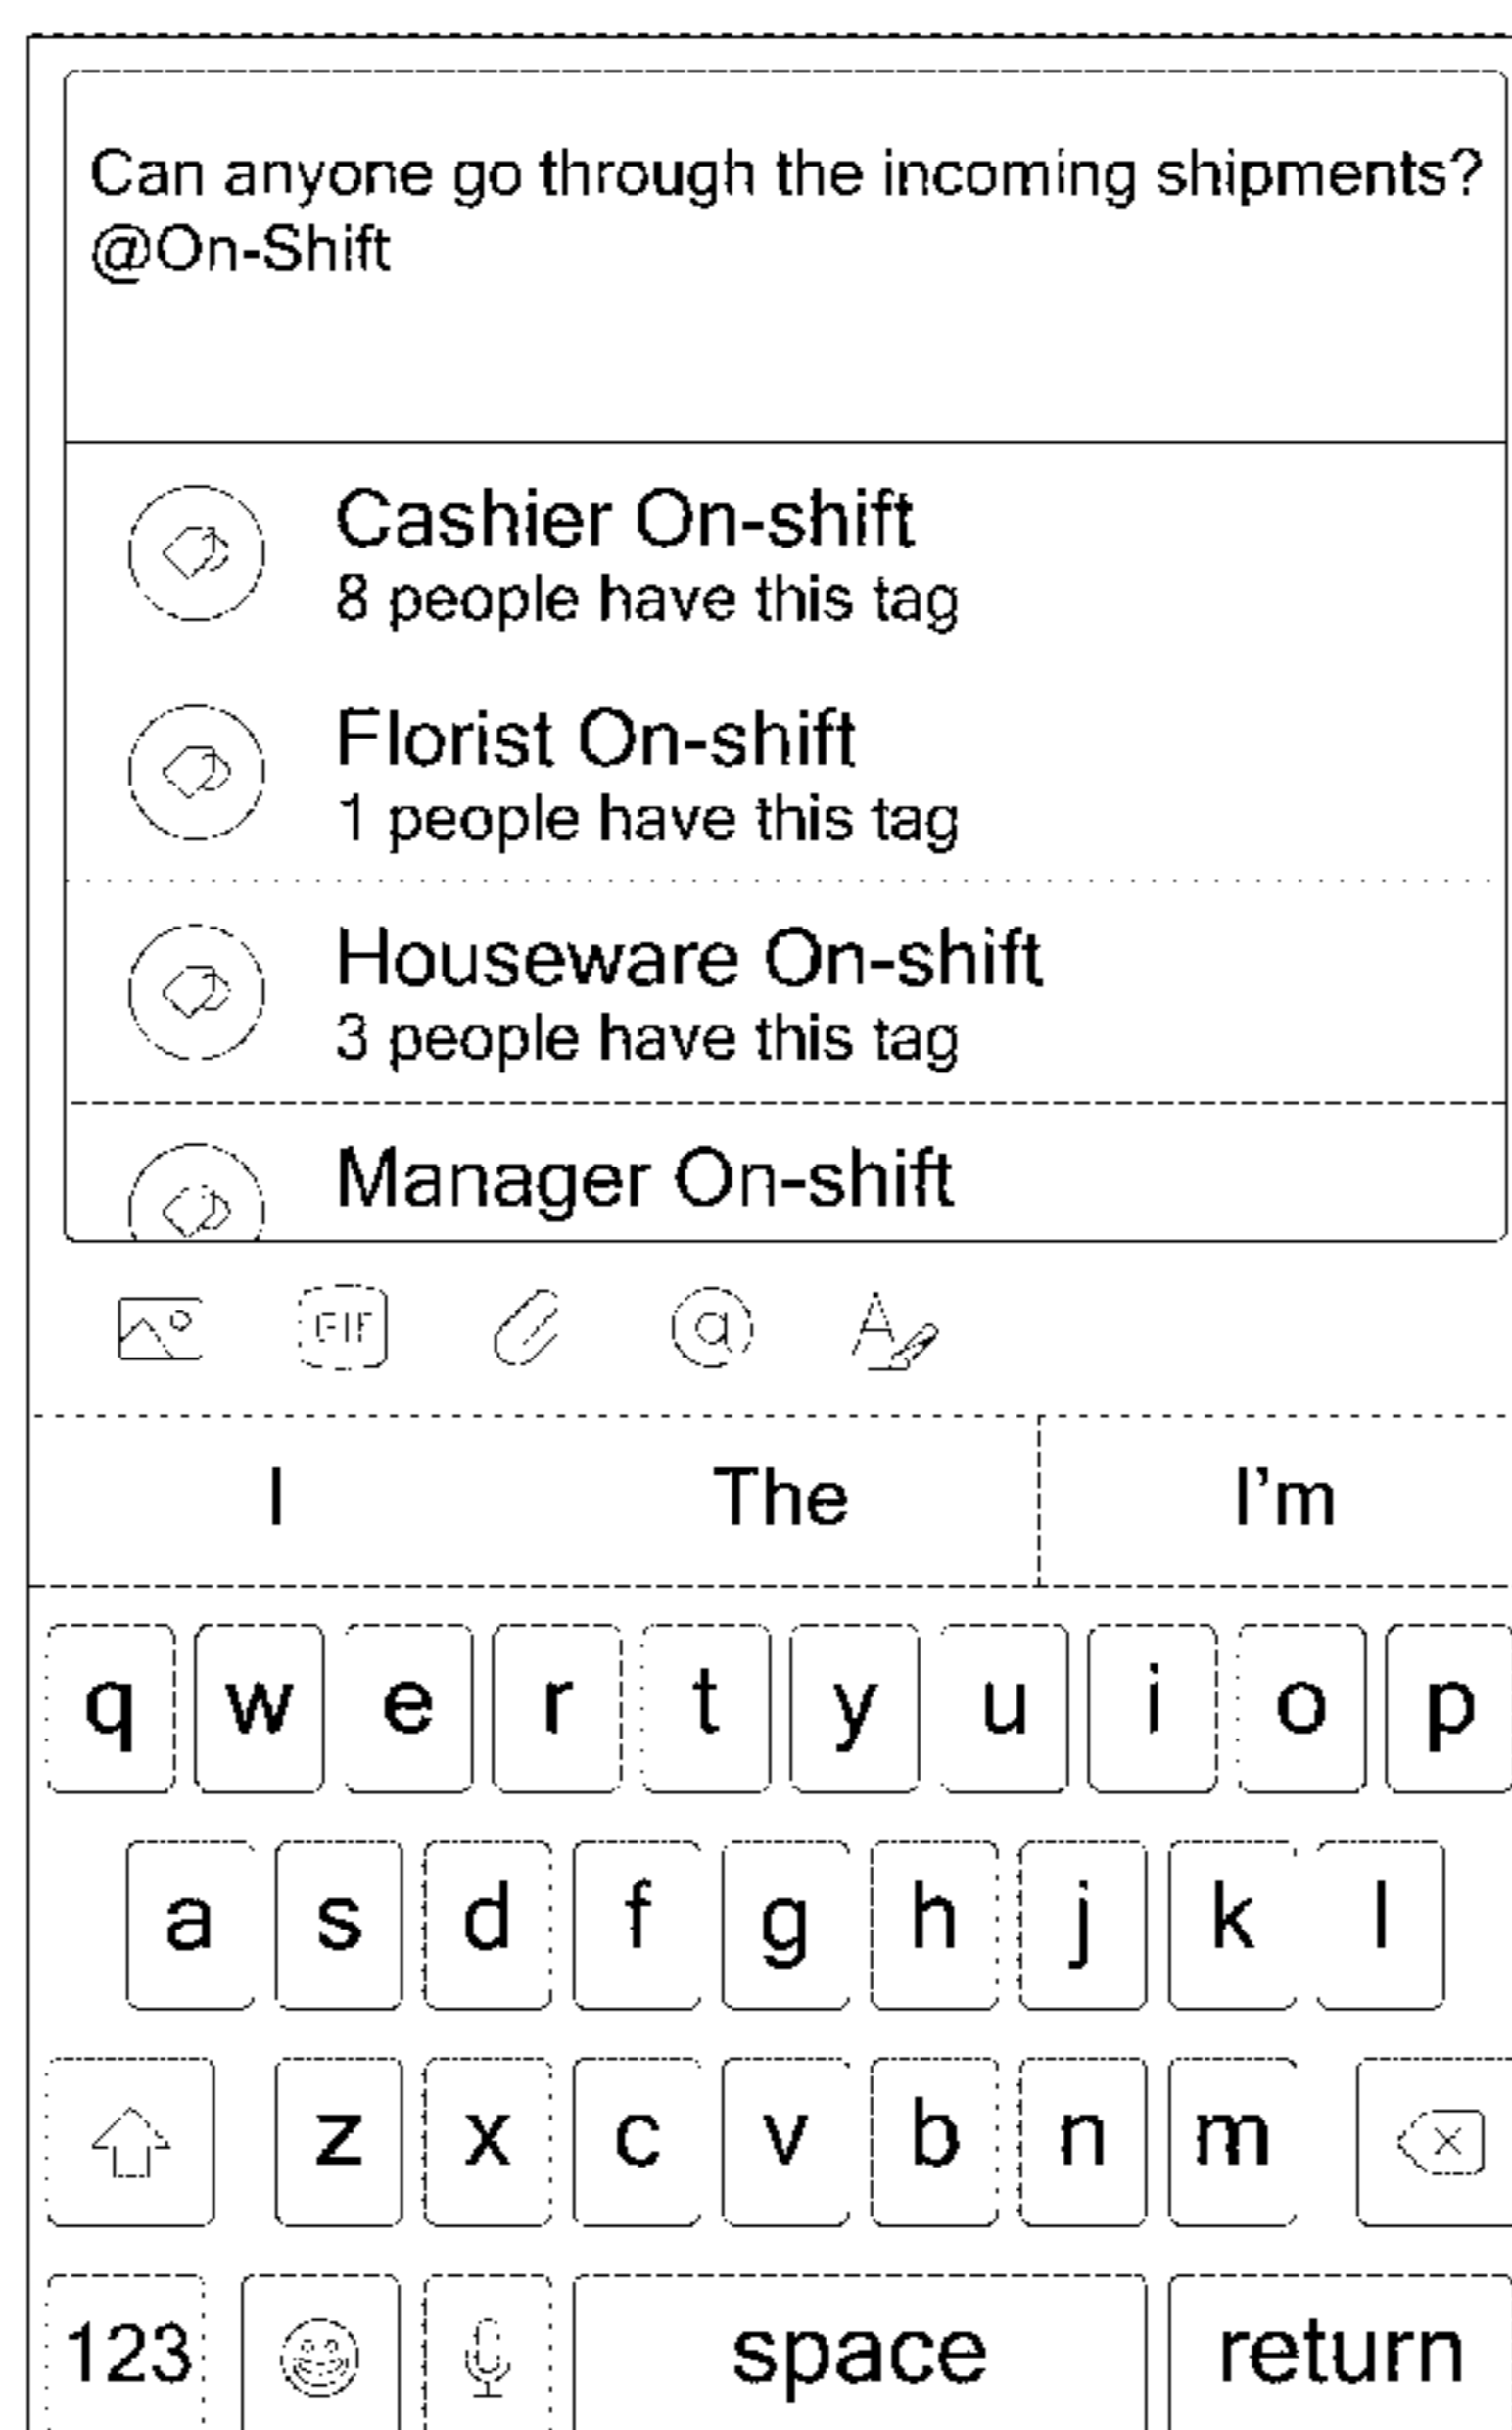 Can anyone go through the incoming shipments?
@On-Shift
Cashier On-shift
8 people have this tag
Florist On-shift
1 people have this tag
Houseware On-shift
3 people have this tag
Manager On-shift
GIF @ A
I The I’m
q w e r t y u i o p
a s d f g h j k l
z x c v b n m
123 space return